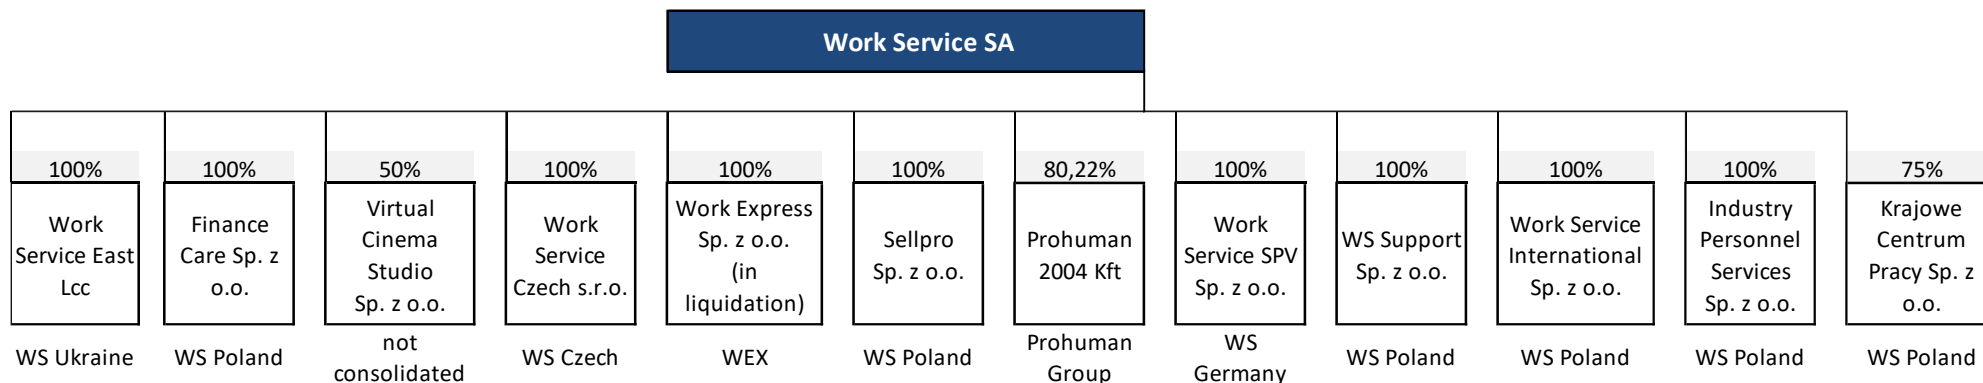 Work Service SA
100%
100%
50%
100%
100%
100%
80,22%
100%
100%
100%
100%
75%
Work
Service East
Lcc
Finance
Care Sp. z
o.o.
Virtual
Cinema
Studio
Sp. z o.o.
Work
Service
Czech s.r.o.
Work Express
Sp. z o.o.
(in
liquidation)
Sellpro
Sp. z o.o.
Prohuman
2004 Kft
Work
Service SPV
Sp. z o.o.
WS Support
Sp. z o.o.
Work Service
International
Sp. z o.o.
Industry
Personnel
Services
Sp. z o.o.
Krajowe
Centrum
Pracy Sp. z
o.o.
WS Ukraine
WS Poland
not
consolidated
WS Czech
WEX
WS Poland
Prohuman
Group
WS
Germany
WS Poland
WS Poland
WS Poland
WS Poland